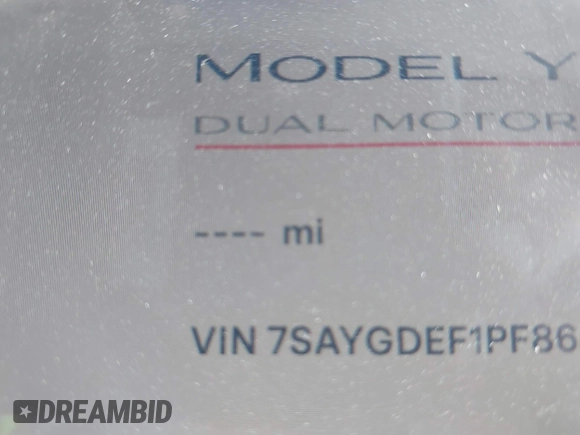 MODEL Y
DUAL MOTOR
---- mi
VIN 7SAYGDEF1PF86
DREAMBID